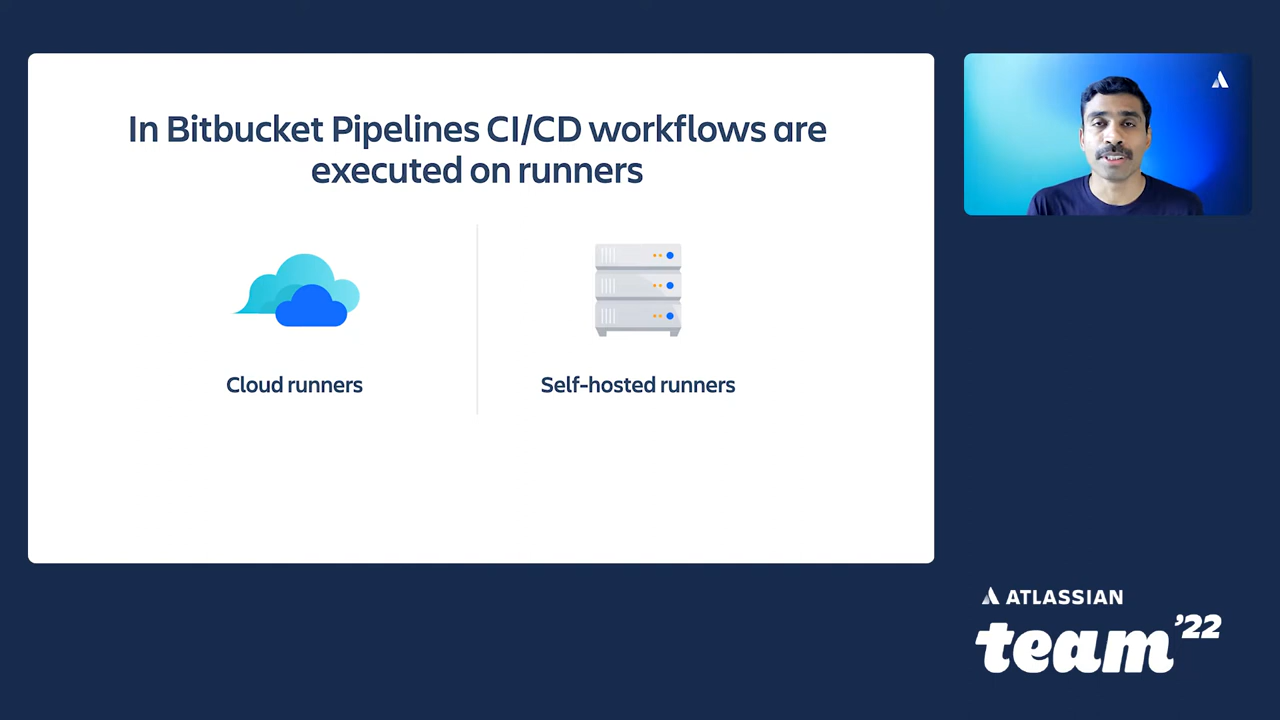 In Bitbucket Pipelines CI/CD workflows are
executed on runners
Cloud runners
Self-hosted runners
ATLASSIAN
team '22